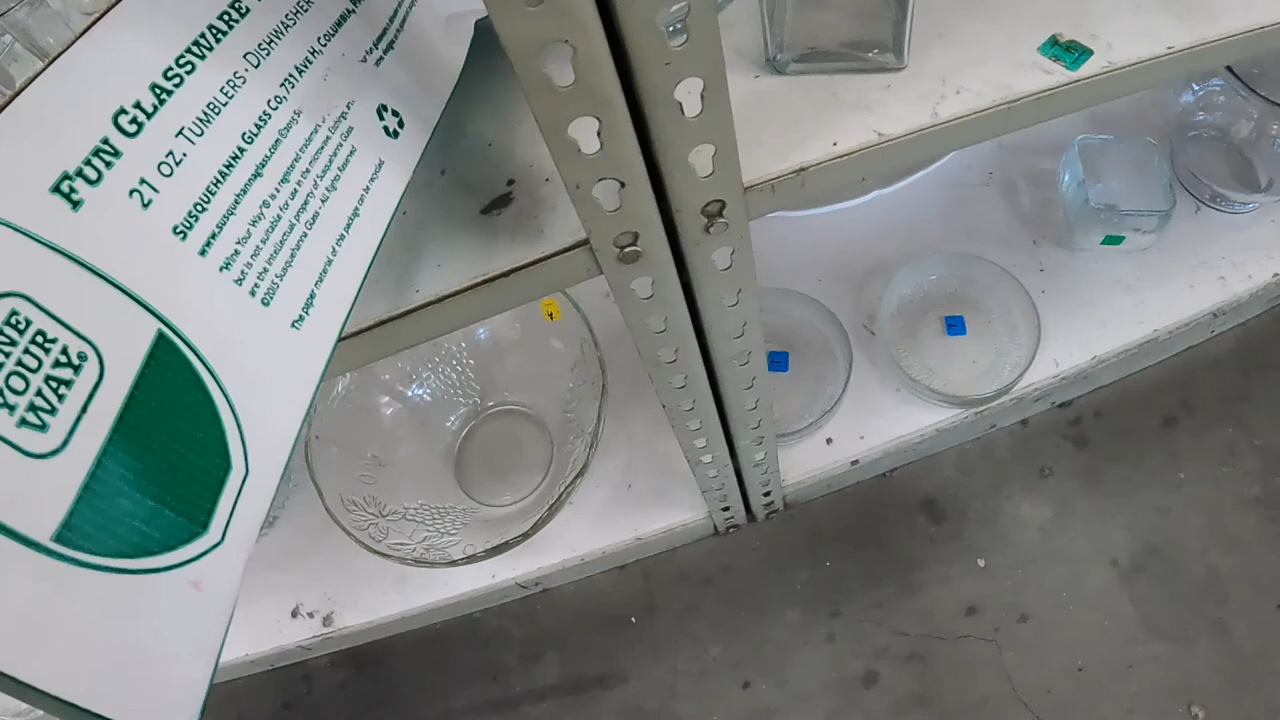 FUN GLASSWARE
21 OZ. TUMBLERS · DISHWASHER
SUSQUEHANNA GLASS CO, 731 AVE H, COLUMBIA,
www.susquehannaglass.com ©2015 S
"Wine Your Way"® is a registered trademark
but is not suitable for use in the microwave. Etchings
are the intellectual property of Susquehanna Glass
©2015 Susquehanna Glass - All Rights Reserved
The paper material of this package can be recycled
YOUR
WAY®